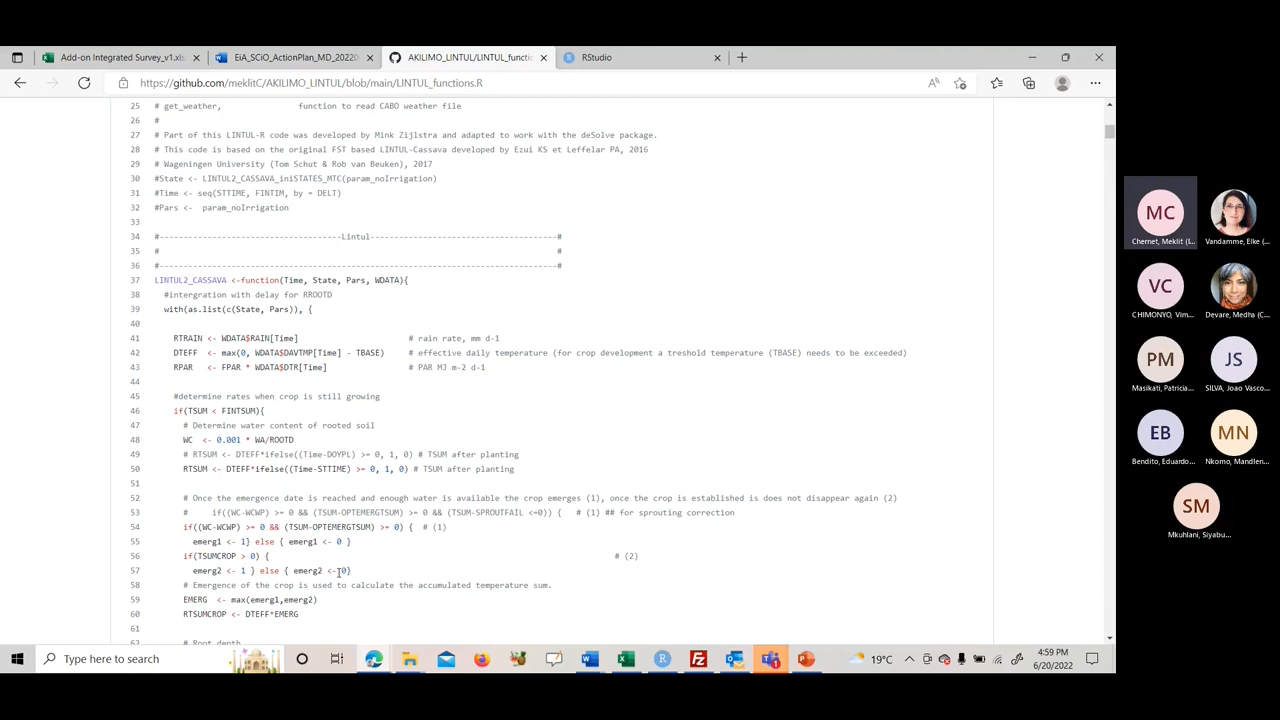 Add-on Integrated Survey_v1.xls
EiA_SCiO_ActionPlan_MD_20220
AKILIMO_LINTUL/LINTUL_functi
RStudio
https://github.com/meklitC/AKILIMO_LINTUL/blob/main/LINTUL_functions.R
25 # get_weather, function to read CABO weather file
26 #
27 # Part of this LINTUL-R code was developed by Mink Zijlstra and adapted to work with the deSolve package.
28 # This code is based on the original FST based LINTUL-Cassava developed by Ezui KS et Leffelar PA, 2016
29 # Wageningen University (Tom Schut & Rob van Beuken), 2017
30 #State <- LINTUL2_CASSAVA_iniSTATES_MTC(param_noIrrigation)
31 #Time <- seq(STTIME, FINTIM, by = DELT)
32 #Pars <- param_noIrrigation
33
34 #--------------------------------------Lintul---------------------------------------#
35 # #
36 #-----------------------------------------------------------------------------------#
37 LINTUL2_CASSAVA <-function(Time, State, Pars, WDATA){
38 #intergration with delay for RROOTD
39 with(as.list(c(State, Pars)), {
40
41 RTRAIN <- WDATA$RAIN[Time] # rain rate, mm d-1
42 DTEFF <- max(0, WDATA$DAVTMP[Time] - TBASE) # effective daily temperature (for crop development a treshold temperature (TBASE) needs to be exceeded)
43 RPAR <- FPAR * WDATA$DTR[Time] # PAR MJ m-2 d-1
44
45 #determine rates when crop is still growing
46 if(TSUM < FINTSUM){
47 # Determine water content of rooted soil
48 WC <- 0.001 * WA/ROOTD
49 # RTSUM <- DTEFF*ifelse((Time-DOYPL) >= 0, 1, 0) # TSUM after planting
50 RTSUM <- DTEFF*ifelse((Time-STTIME) >= 0, 1, 0) # TSUM after planting
51
52 # Once the emergence date is reached and enough water is available the crop emerges (1), once the crop is established is does not disappear again (2)
53 # if((WC-WCWP) >= 0 && (TSUM-OPTEMERGTSUM) >= 0 && (TSUM-SPROUTFAIL <=0)) { # (1) ## for sprouting correction
54 if((WC-WCWP) >= 0 && (TSUM-OPTEMERGTSUM) >= 0) { # (1)
55 emerg1 <- 1} else { emerg1 <- 0 }
56 if(TSUMCROP > 0) { # (2)
57 emerg2 <- 1 } else { emerg2 <- 0}
58 # Emergence of the crop is used to calculate the accumulated temperature sum.
59 EMERG <- max(emerg1,emerg2)
60 RTSUMCROP <- DTEFF*EMERG
61
62 # Root depth
MC
Chernet, Meklit (I...
Vandamme, Elke (...
VC
CHIMONYO, Vim...
Devare, Medha (...
PM
Masikati, Patricia...
JS
SILVA, Joao Vasco...
EB
Bendito, Eduardo...
MN
Nkomo, Mandlen...
SM
Mkuhlani, Siyabu...
Type here to search
19°C
4:59 PM
6/20/2022